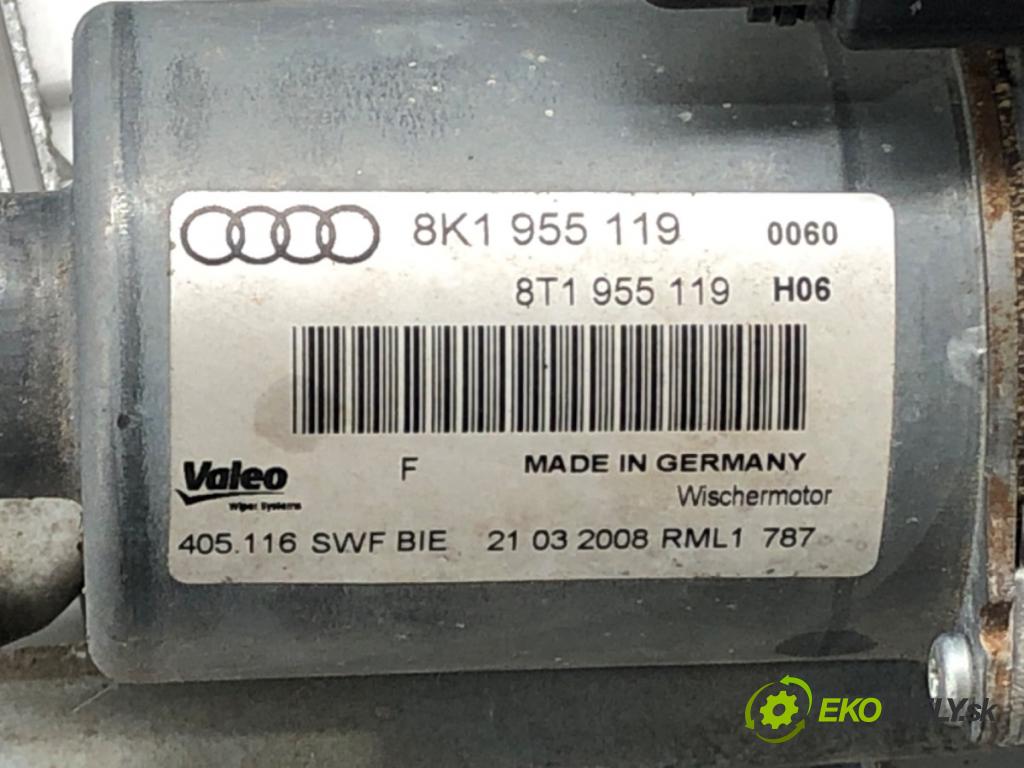 8K1 955 119 0060
8T1 955 119 H06
Valeo F MADE IN GERMANY
Wiper Systems Wischermotor
405.116 SWF BIE 21 03 2008 RML1 787
EKO
.sk